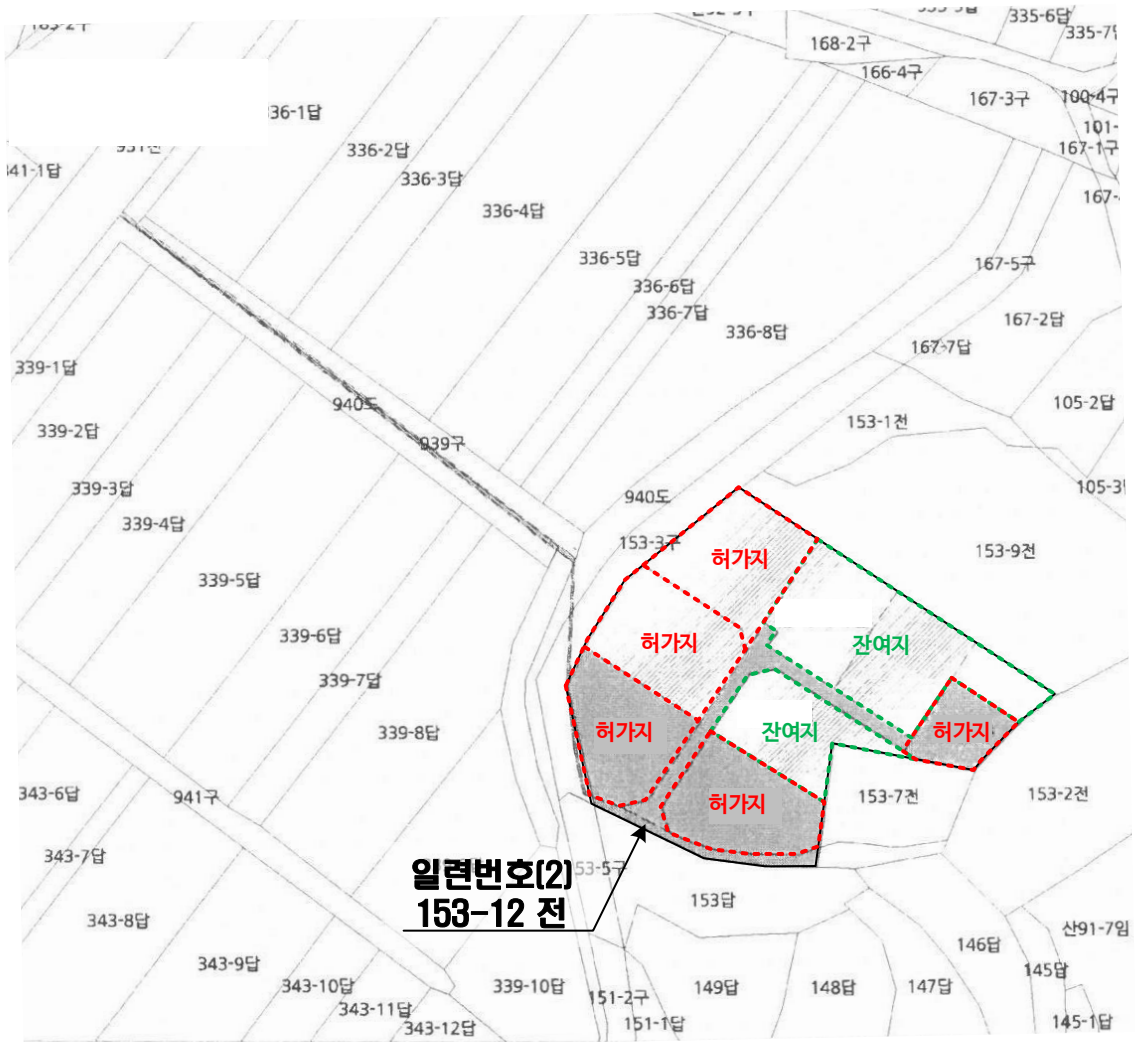 335-6답
168-2구
166-4구
167-3구
100-4구
167-1구
336-2답
336-3답
336-4답
336-5답
336-6답
336-7답
336-8답
167-5구
167-2답
167-7답
339-1답
940도
105-2답
153-1전
339-2답
939구
339-3답
940도
339-4답
153-3구
153-9전
허가지
339-5답
339-6답
허가지
잔여지
339-7답
339-8답
허가지
잔여지
허가지
343-6답
941구
허가지
153-7전
153-2전
343-7답
일련번호(2)
153-12 전
153답
343-8답
산91-7임
146답
343-9답
145답
343-10답
339-10답
151-2구
149답
148답
147답
343-11답
343-12답
151-1답
145-1답